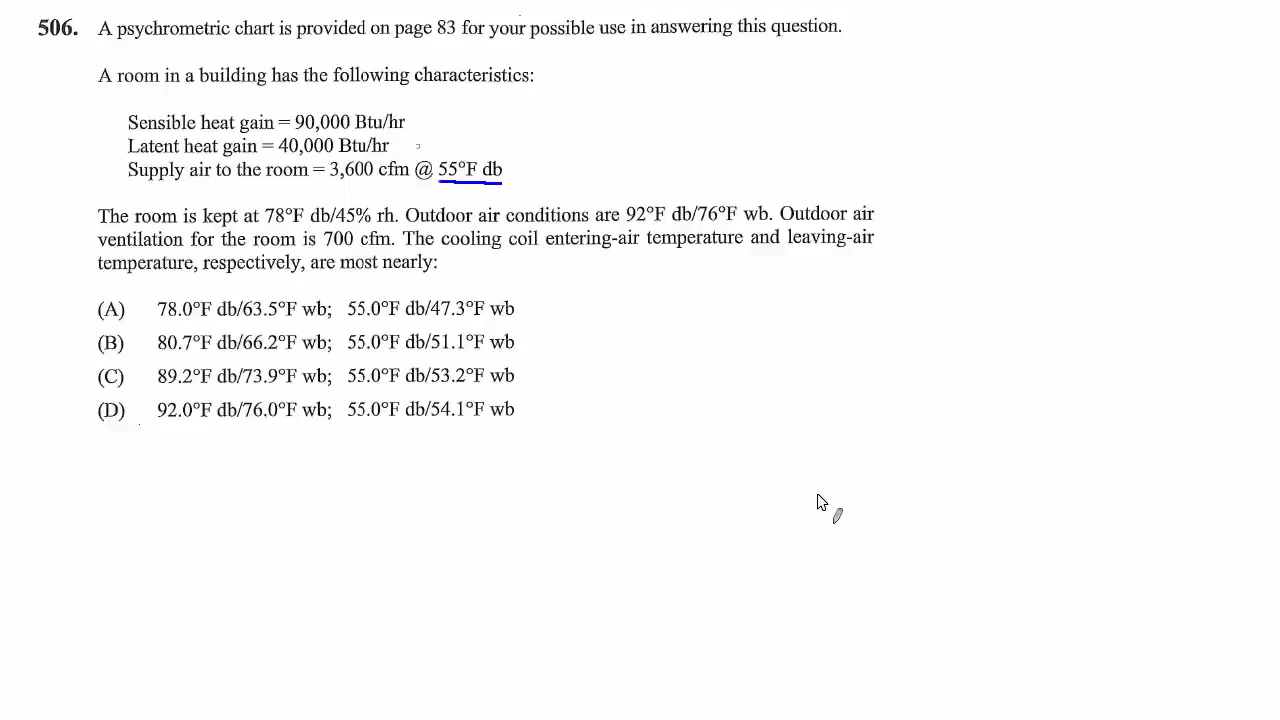 506. A psychrometric chart is provided on page 83 for your possible use in answering this question.
A room in a building has the following characteristics:
Sensible heat gain = 90,000 Btu/hr
Latent heat gain = 40,000 Btu/hr
Supply air to the room = 3,600 cfm @ 55°F db
The room is kept at 78°F db/45% rh. Outdoor air conditions are 92°F db/76°F wb. Outdoor air
ventilation for the room is 700 cfm. The cooling coil entering-air temperature and leaving-air
temperature, respectively, are most nearly:
(A) 78.0°F db/63.5°F wb; 55.0°F db/47.3°F wb
(B) 80.7°F db/66.2°F wb; 55.0°F db/51.1°F wb
(C) 89.2°F db/73.9°F wb; 55.0°F db/53.2°F wb
(D) 92.0°F db/76.0°F wb; 55.0°F db/54.1°F wb